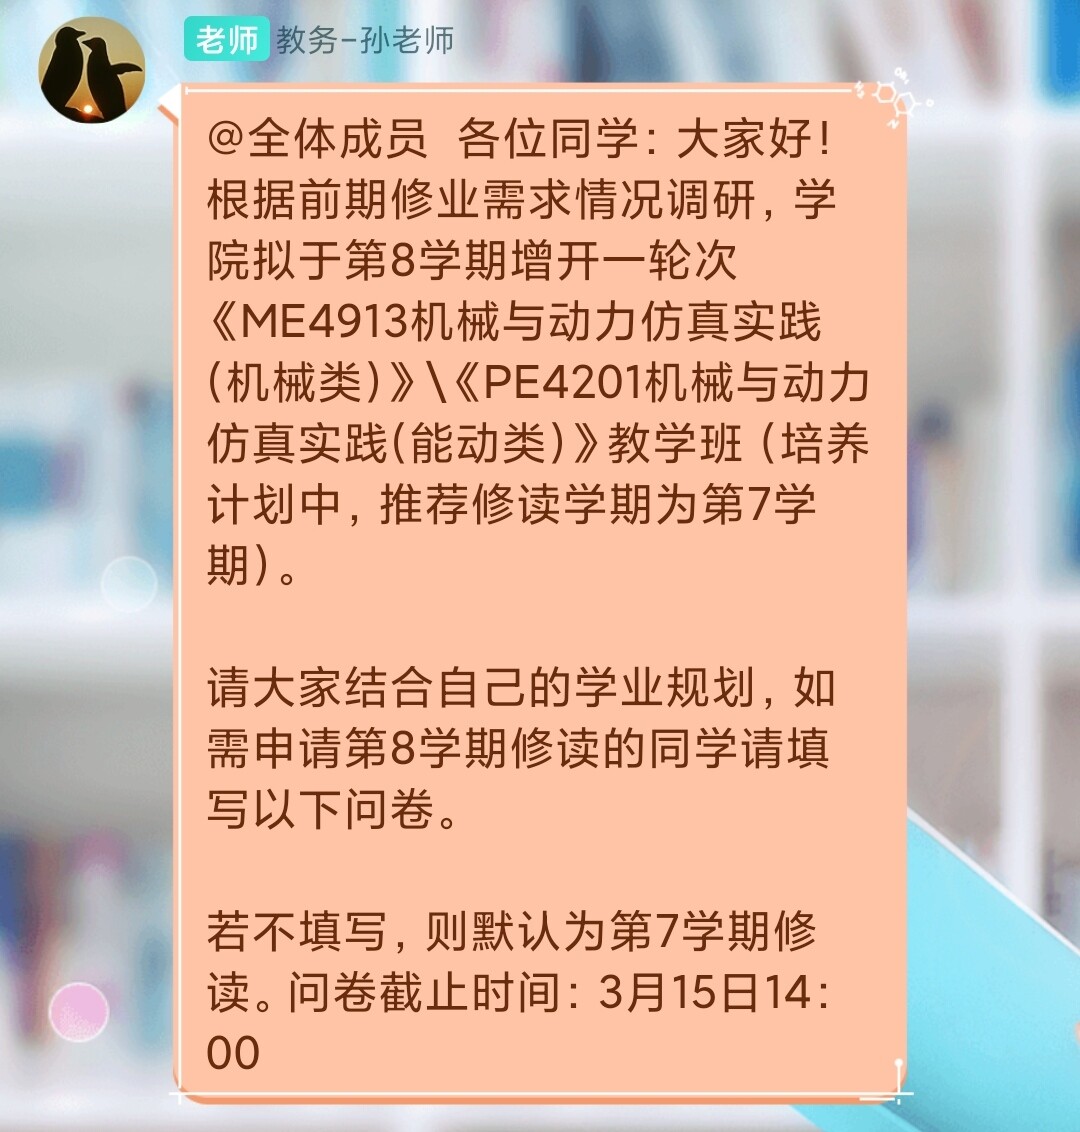 老师 教务-孙老师
@全体成员 各位同学：大家好！
根据前期修业需求情况调研，学
院拟于第8学期增开一轮次
《ME4913机械与动力仿真实践
(机械类)》\《PE4201机械与动力
仿真实践(能动类)》教学班（培养
计划中，推荐修读学期为第7学
期）。
请大家结合自己的学业规划，如
需申请第8学期修读的同学请填
写以下问卷。
若不填写，则默认为第7学期修
读。问卷截止时间：3月15日14：
00